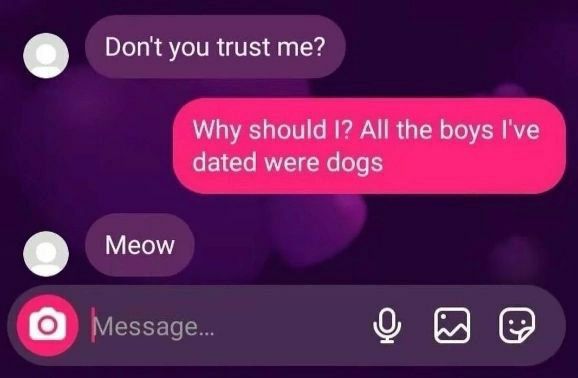 Don't you trust me?
Why should I? All the boys I've
dated were dogs
Meow
Message...